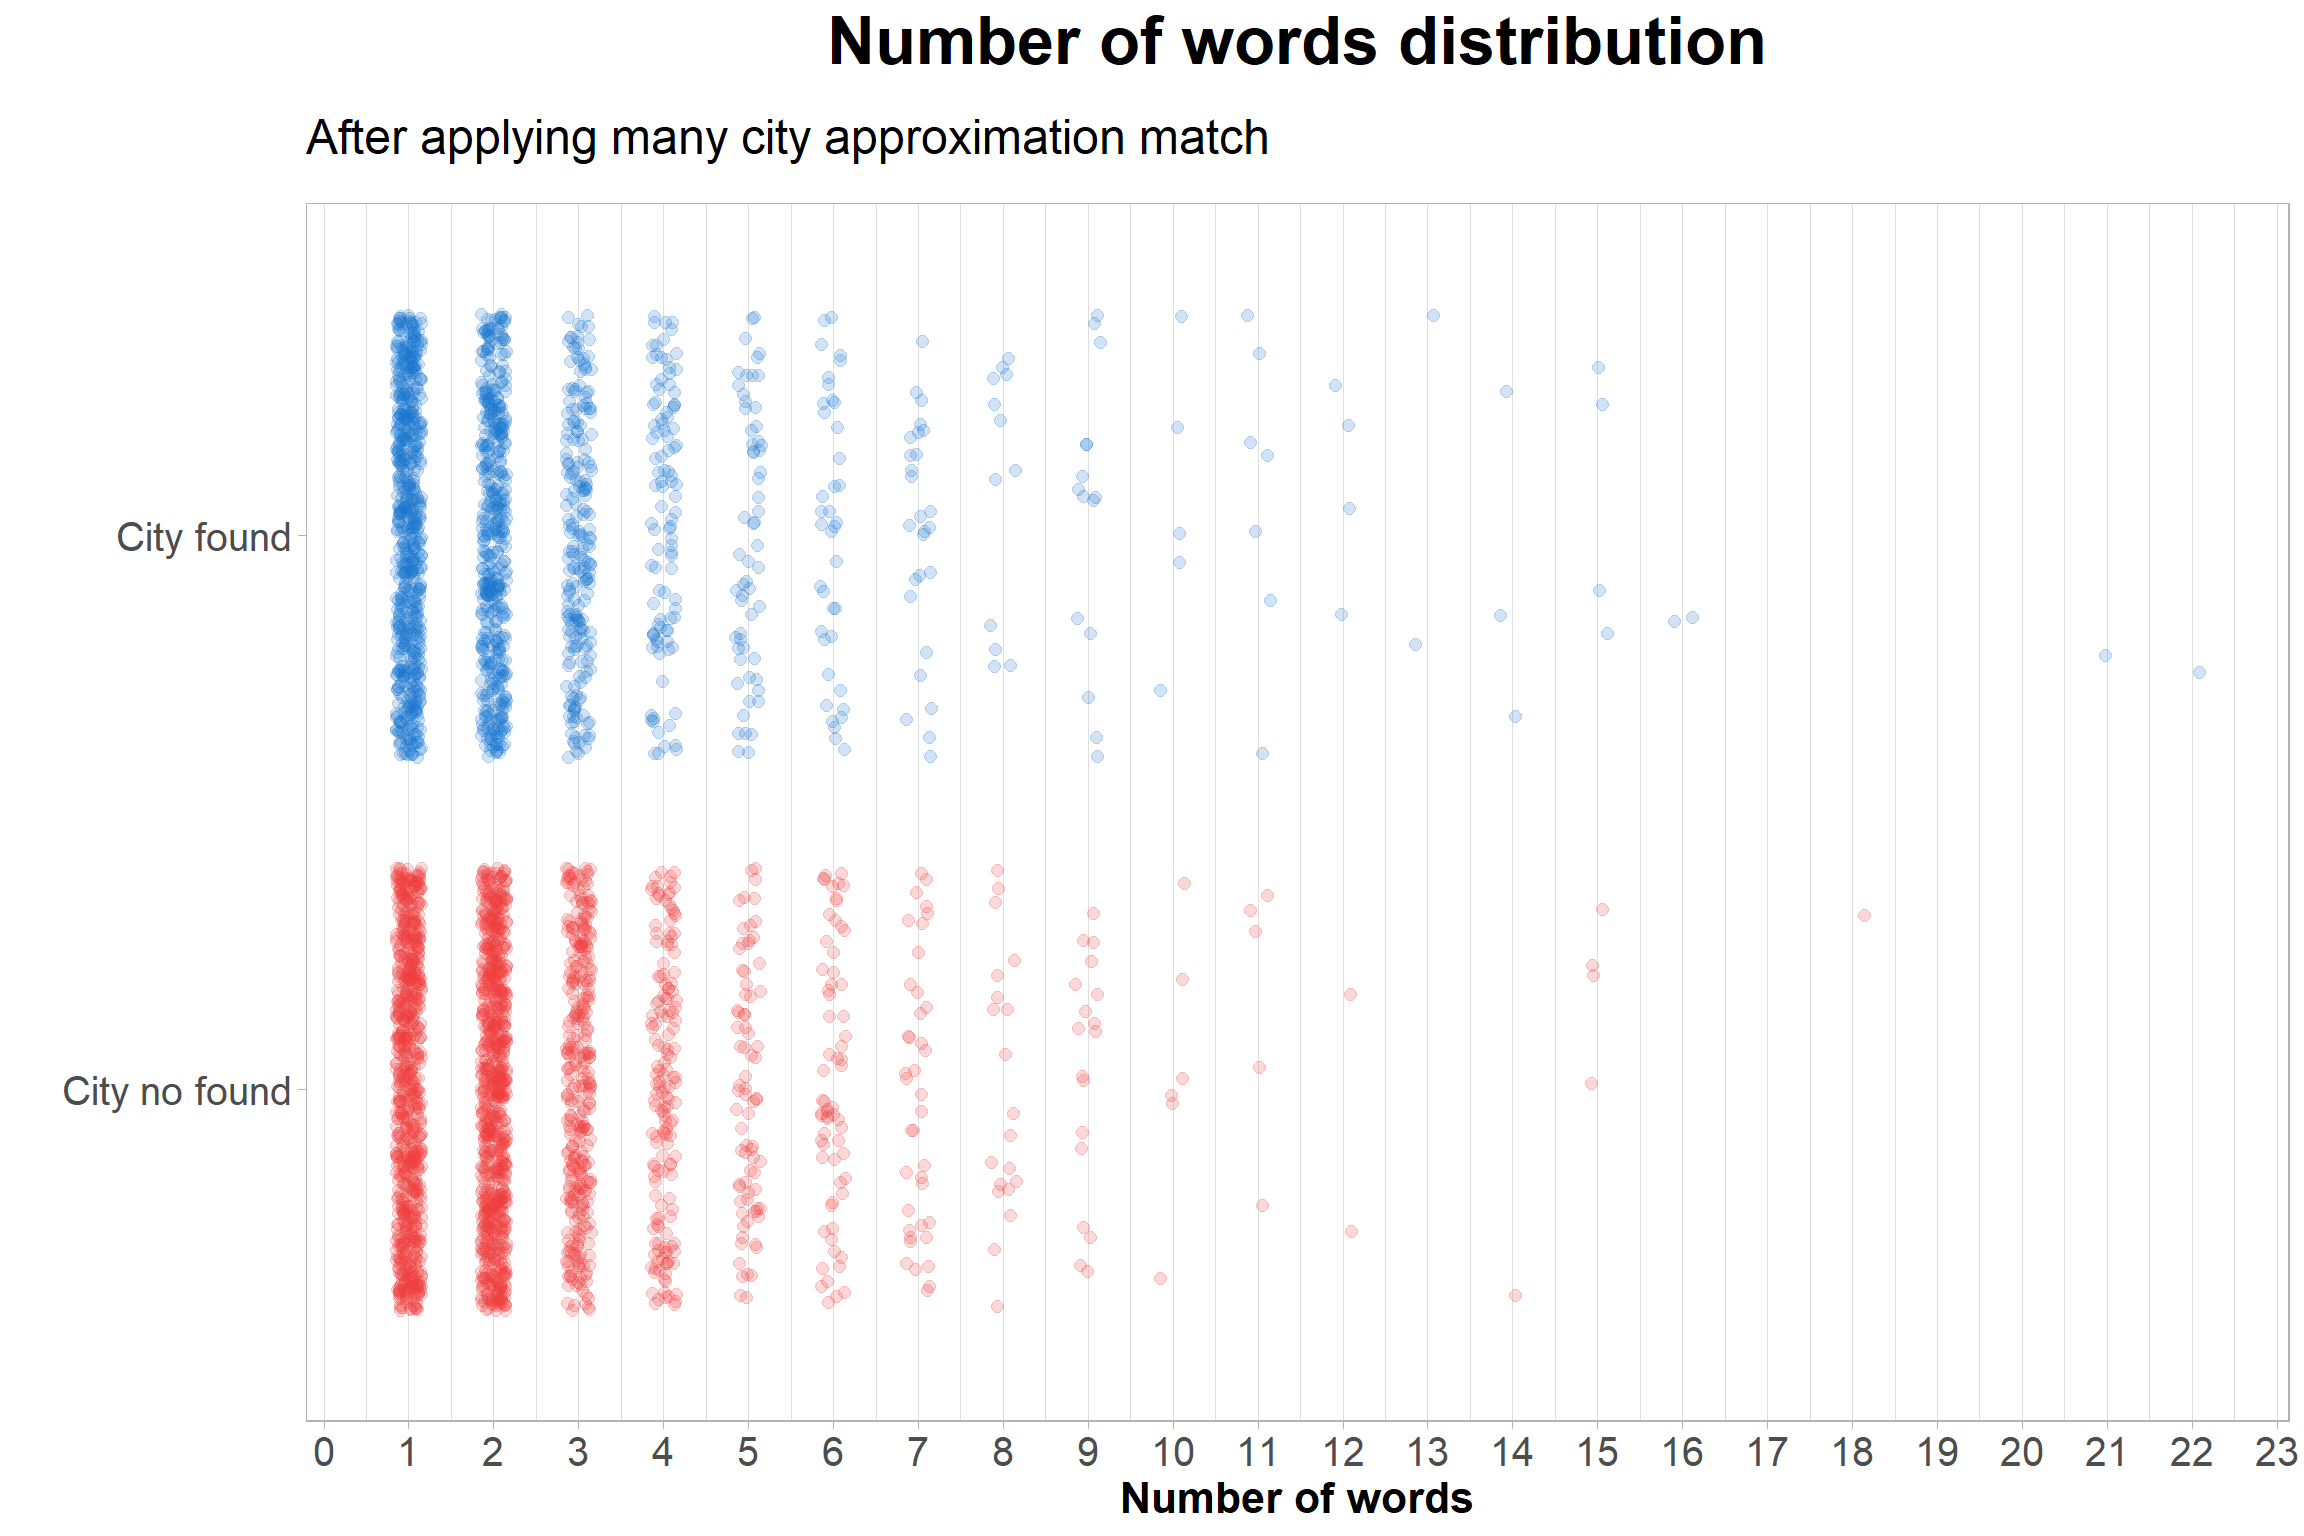 Number of words distribution
After applying many city approximation match
City found
City no found
0 1 2 3 4 5 6 7 8 9 10 11 12 13 14 15 16 17 18 19 20 21 22 23
Number of words